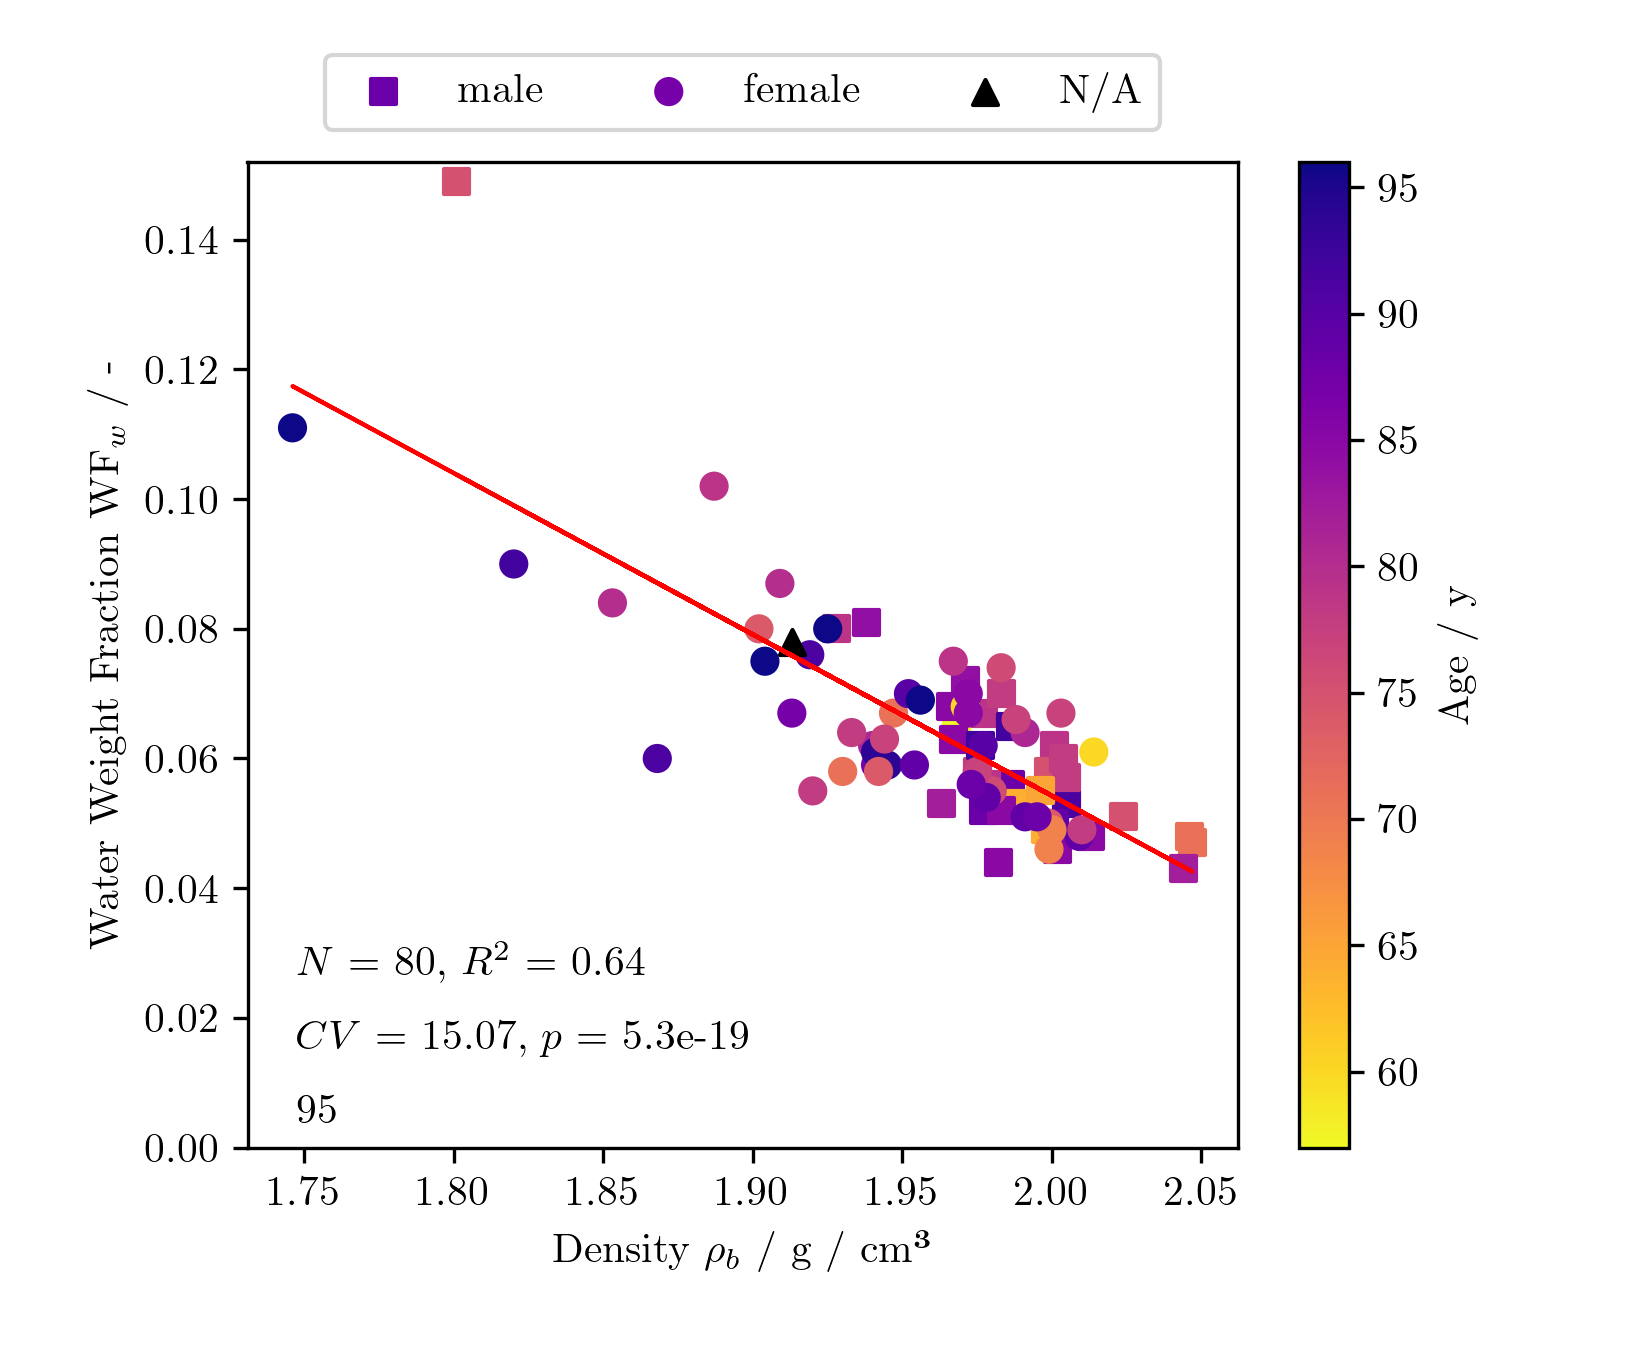 male female N/A
0.14
0.12
0.10
0.08
0.06
0.04
0.02
0.00
Water Weight Fraction WF_w / -
N = 80, R² = 0.64
CV = 15.07, p = 5.3e-19
95
1.75 1.80 1.85 1.90 1.95 2.00 2.05
Density ρ_b / g / cm³
95
90
85
80
75
70
65
60
Age / y